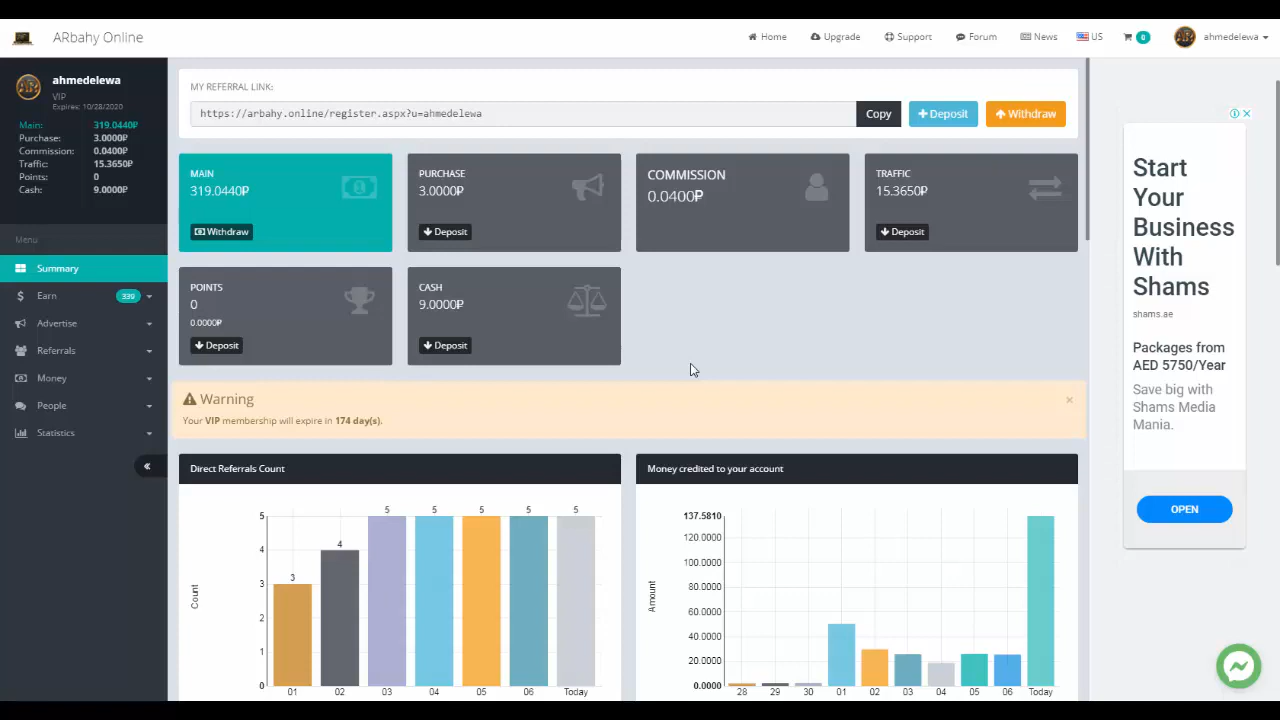 ARbahy Online
Home
Upgrade
Support
Forum
News
US
0
ahmedelewa
ahmedelewa
VIP
Expires: 10/28/2020
Main: 319.0440₽
Purchase: 3.0000₽
Commission: 0.0400₽
Traffic: 15.3650₽
Points: 0
Cash: 9.0000₽
Menu
Summary
Earn 339
Advertise
Referrals
Money
People
Statistics
MY REFERRAL LINK:
https://arbahy.online/register.aspx?u=ahmedelewa
Copy
Deposit
Withdraw
MAIN
319.0440₽
Withdraw
PURCHASE
3.0000₽
Deposit
COMMISSION
0.0400₽
TRAFFIC
15.3650₽
Deposit
POINTS
0
0.0000₽
Deposit
CASH
9.0000₽
Deposit
Warning
×
Your VIP membership will expire in 174 day(s).
Direct Referrals Count
5
4
3
2
1
0
Count
3
4
5
5
5
5
5
01 02 03 04 05 06 Today
Money credited to your account
137.5810
120.0000
100.0000
80.0000
60.0000
40.0000
20.0000
0.0000
Amount
28 29 30 01 02 03 04 05 06 Today
Start
Your
Business
With
Shams
shams.ae
Packages from
AED 5750/Year
Save big with
Shams Media
Mania.
OPEN